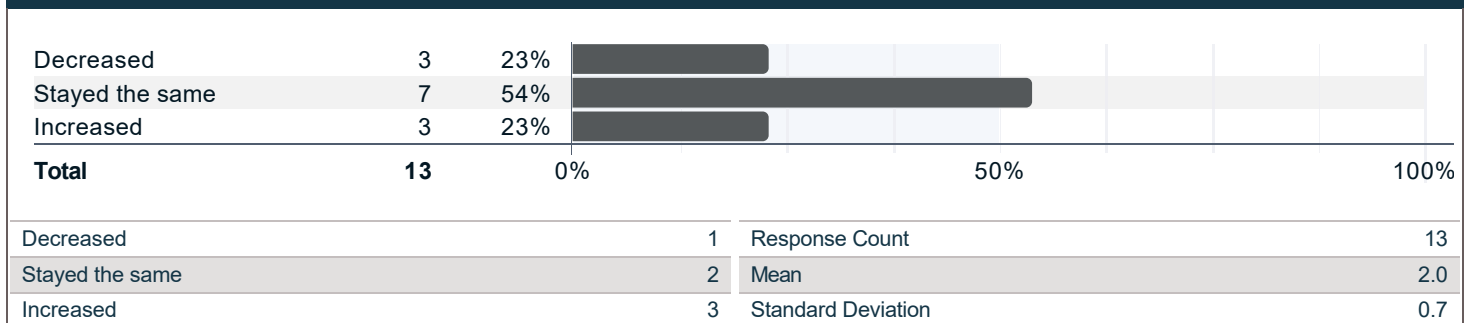 Decreased 3 23%
Stayed the same 7 54%
Increased 3 23%
Total 13 0% 50% 100%
Decreased 1 Response Count 13
Stayed the same 2 Mean 2.0
Increased 3 Standard Deviation 0.7